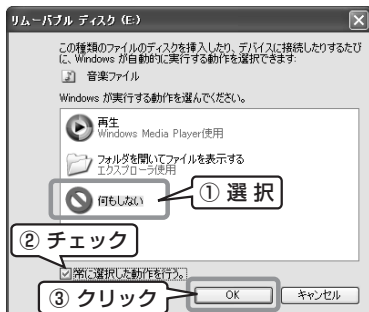 リムーバブル ディスク (E:)
この種類のファイルのディスクを挿入したり、デバイスに接続したりするたび
に、Windows が自動的に実行する動作を選択できます:
音楽ファイル
Windows が実行する動作を選んでください。
再生
Windows Media Player使用
フォルダを開いてファイルを表示する
エクスプローラ使用
何もしない
① 選 択
② チェック
常に選択した動作を行う。
③ クリック
OK
キャンセル